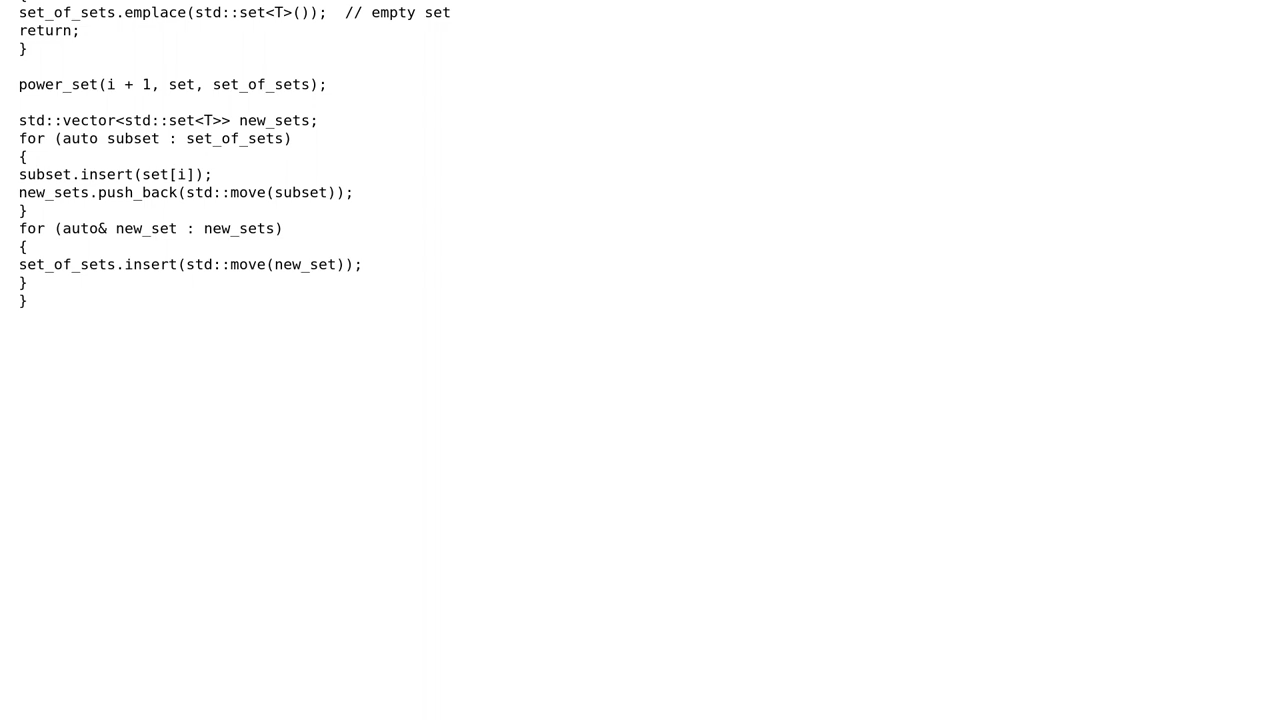 set_of_sets.emplace(std::set<T>());  // empty set
return;
}

power_set(i + 1, set, set_of_sets);

std::vector<std::set<T>> new_sets;
for (auto subset : set_of_sets)
{
subset.insert(set[i]);
new_sets.push_back(std::move(subset));
}
for (auto& new_set : new_sets)
{
set_of_sets.insert(std::move(new_set));
}
}